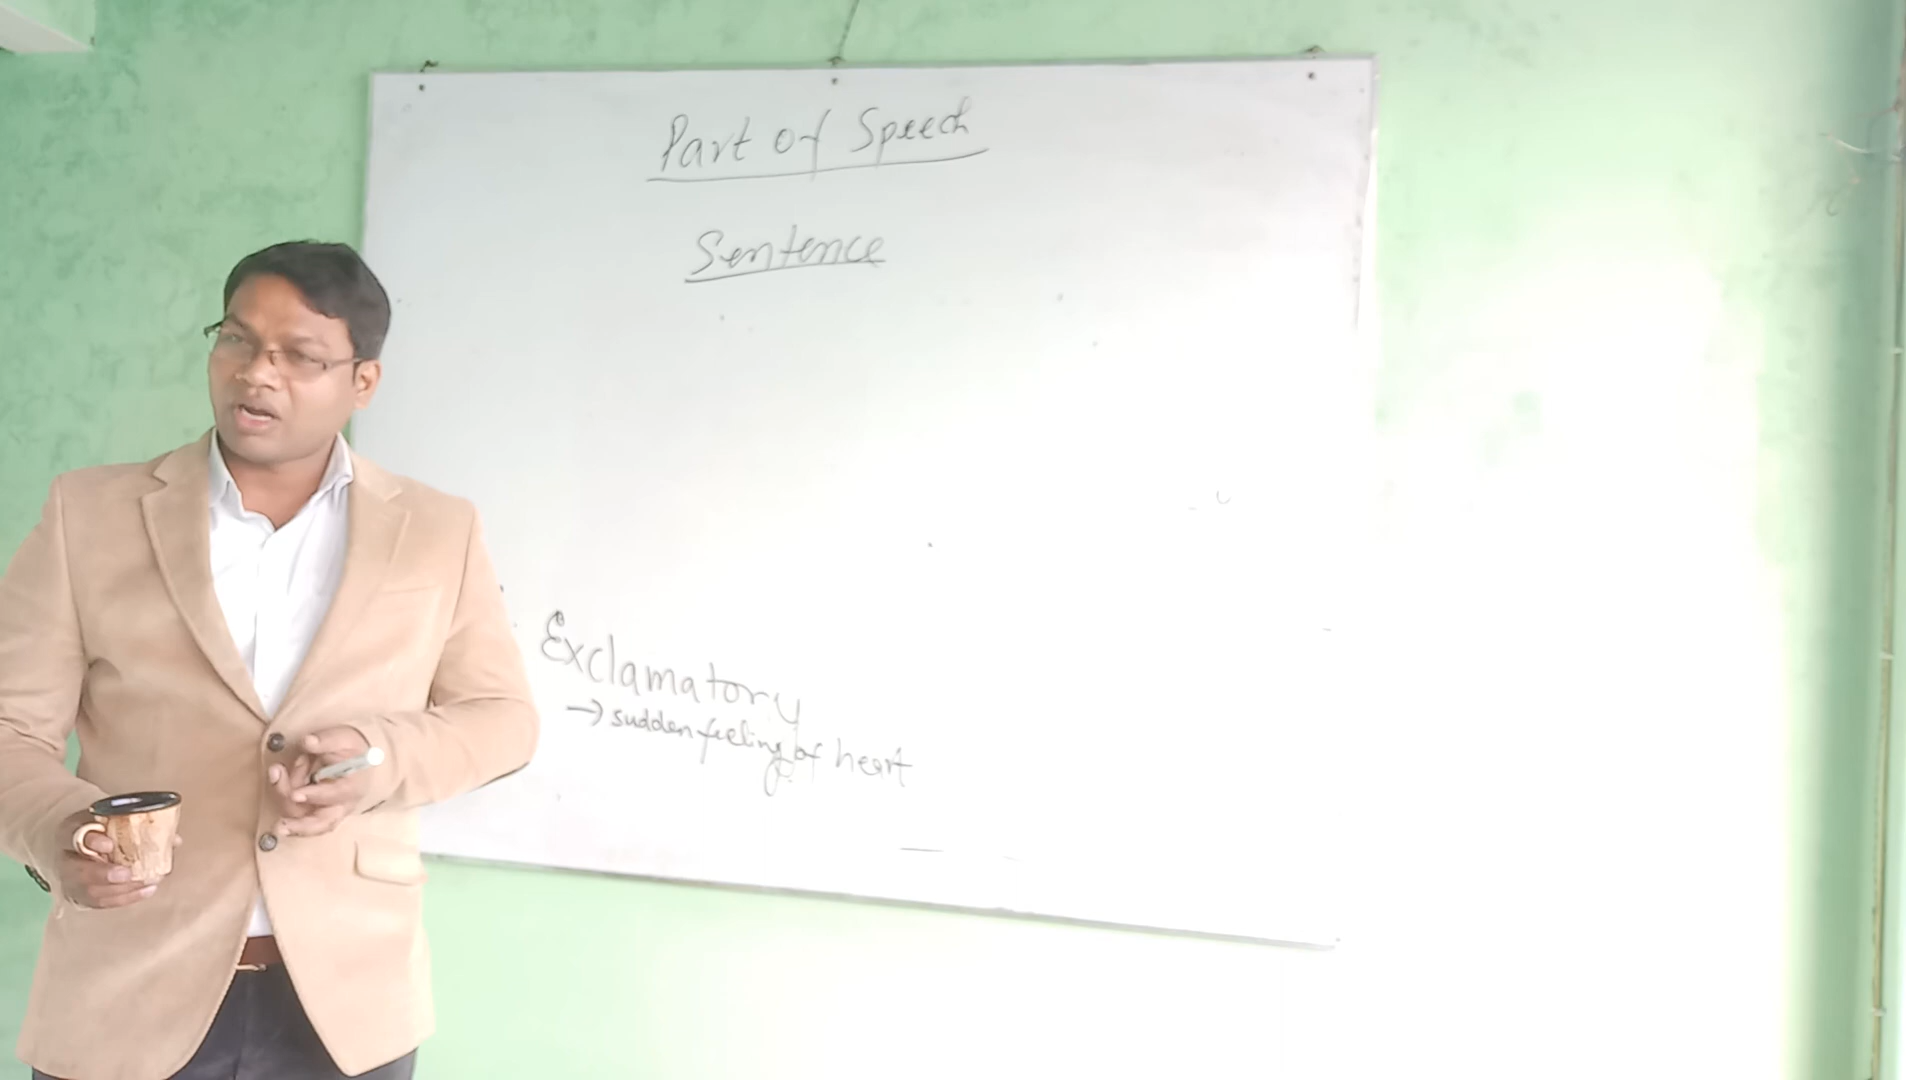 Part of Speech
Sentence
Exclamatory
→ sudden feeling of heart